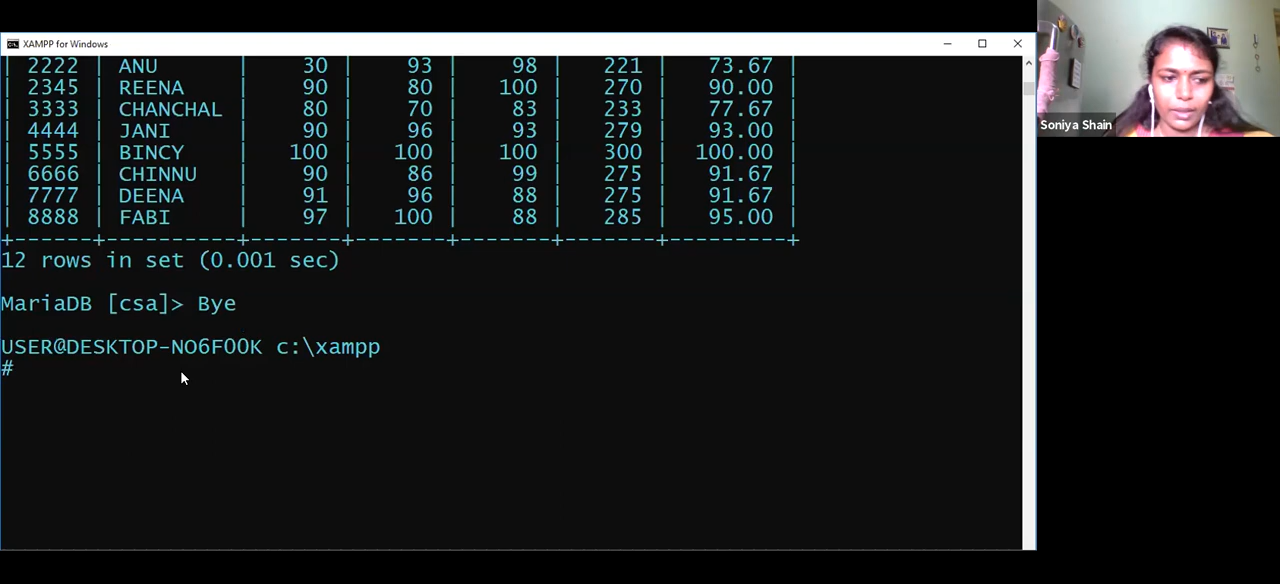 XAMPP for Windows
| 2222 | ANU | 30 | 93 | 98 | 221 | 73.67 |
| 2345 | REENA | 90 | 80 | 100 | 270 | 90.00 |
| 3333 | CHANCHAL | 80 | 70 | 83 | 233 | 77.67 |
| 4444 | JANI | 90 | 96 | 93 | 279 | 93.00 |
| 5555 | BINCY | 100 | 100 | 100 | 300 | 100.00 |
| 6666 | CHINNU | 90 | 86 | 99 | 275 | 91.67 |
| 7777 | DEENA | 91 | 96 | 88 | 275 | 91.67 |
| 8888 | FABI | 97 | 100 | 88 | 285 | 95.00 |
+------+----------+-------+-------+-------+-------+---------+
12 rows in set (0.001 sec)
MariaDB [csa]> Bye
USER@DESKTOP-NO6FOOK c:\xampp
#
Soniya Shain